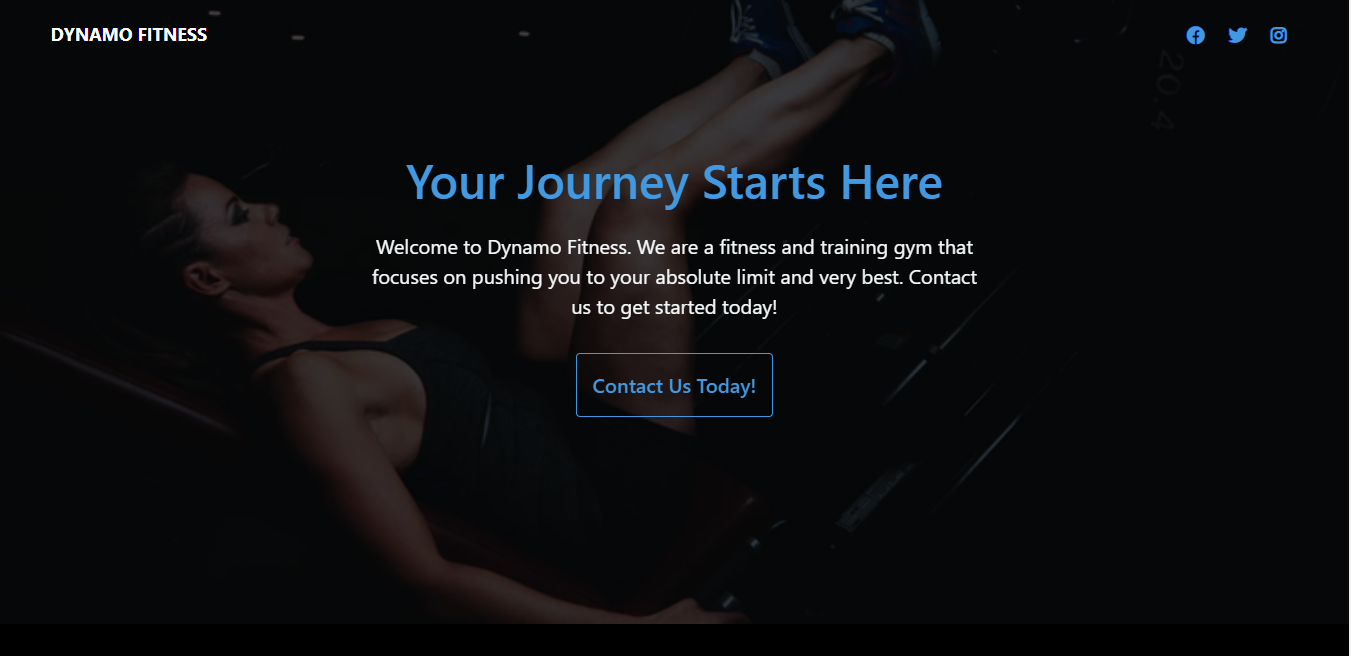 DYNAMO FITNESS
20.4
Your Journey Starts Here
Welcome to Dynamo Fitness. We are a fitness and training gym that
focuses on pushing you to your absolute limit and very best. Contact
us to get started today!
Contact Us Today!